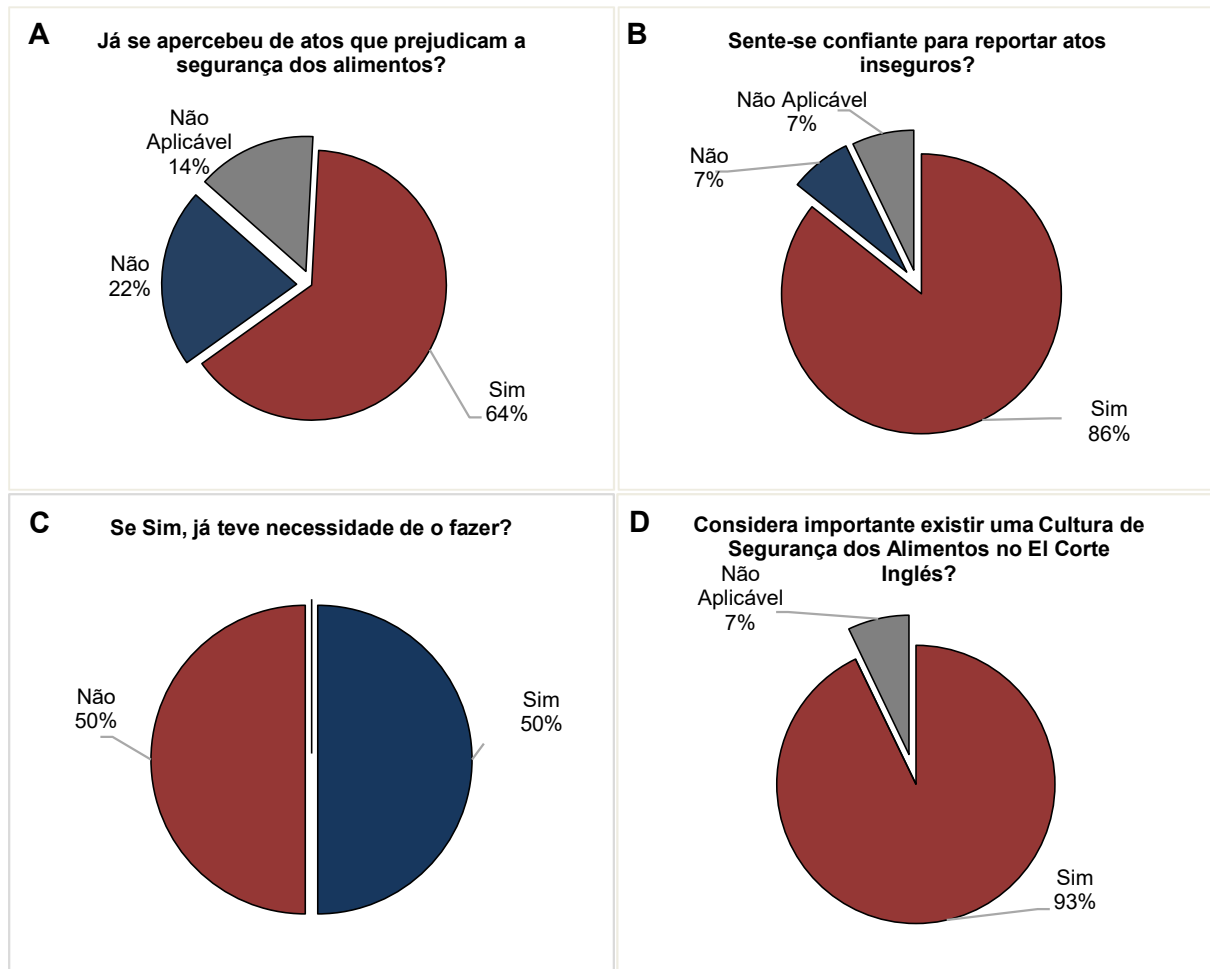 A
Já se apercebeu de atos que prejudicam a
segurança dos alimentos?
Não
Aplicável
14%
Não
22%
Sim
64%
B
Sente-se confiante para reportar atos
inseguros?
Não Aplicável
7%
Não
7%
Sim
86%
C
Se Sim, já teve necessidade de o fazer?
Não
50%
Sim
50%
D
Considera importante existir uma Cultura de
Segurança dos Alimentos no El Corte
Inglés?
Não
Aplicável
7%
Sim
93%